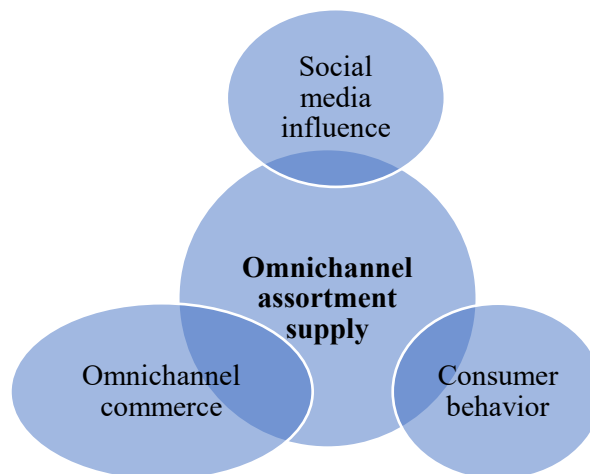 Social
media
influence
Omnichannel
assortment
supply
Omnichannel
commerce
Consumer
behavior